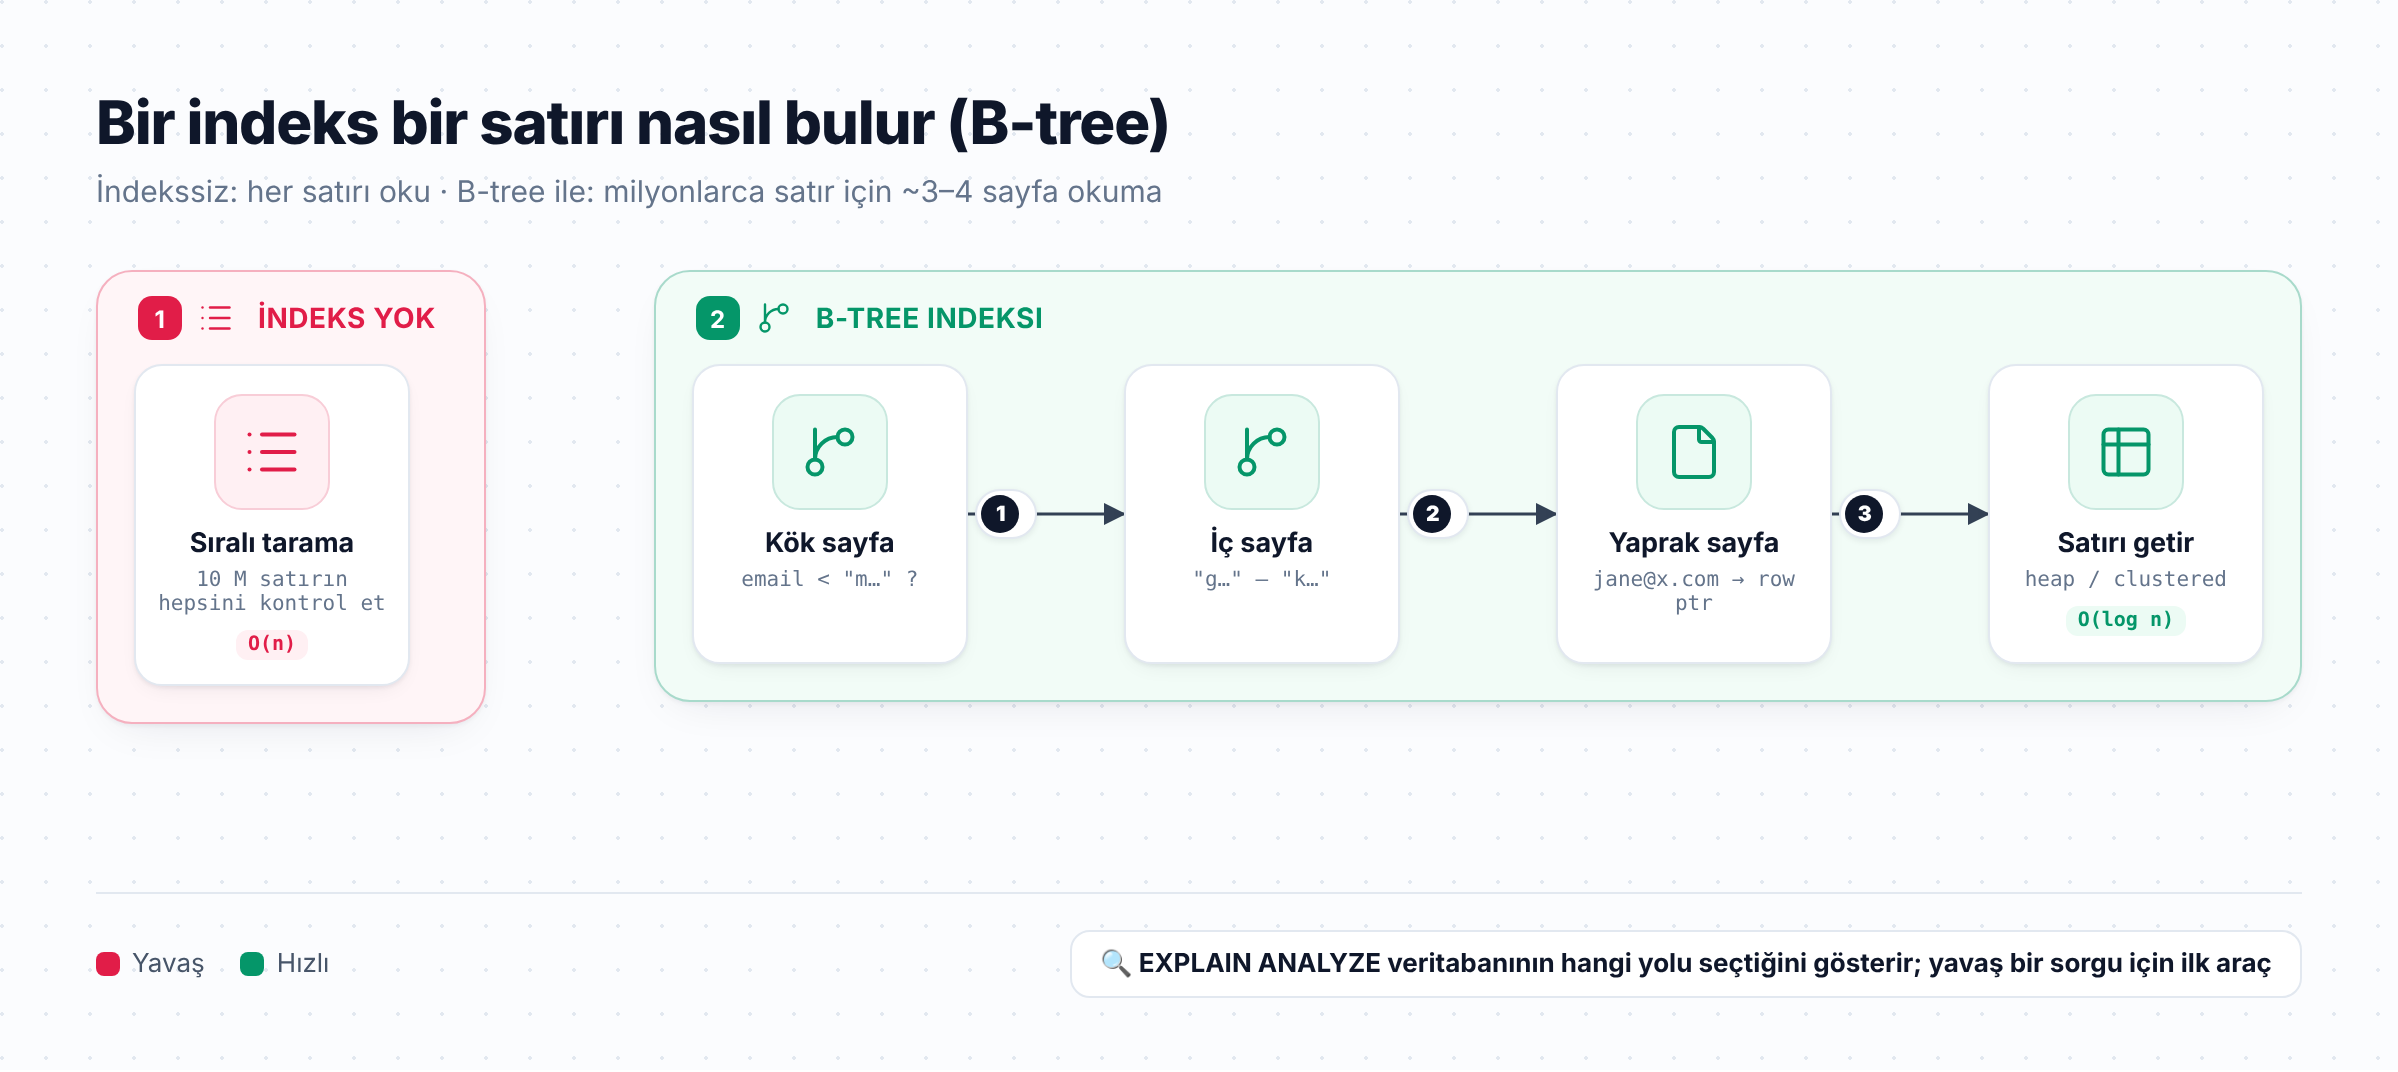 Bir indeks bir satırı nasıl bulur (B-tree)
İndekssiz: her satırı oku · B-tree ile: milyonlarca satır için ~3–4 sayfa okuma
1 İNDEKS YOK
Sıralı tarama
10 M satırın
hepsini kontrol et
O(n)
2 B-TREE INDEKSI
Kök sayfa
email < "m…" ?
1
İç sayfa
"g…" – "k…"
2
Yaprak sayfa
jane@x.com → row
ptr
3
Satırı getir
heap / clustered
O(log n)
Yavaş
Hızlı
🔍 EXPLAIN ANALYZE veritabanının hangi yolu seçtiğini gösterir; yavaş bir sorgu için ilk araç